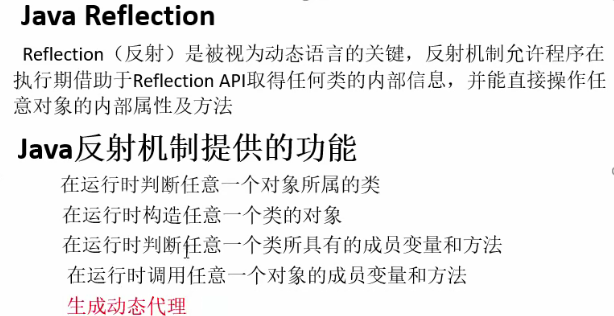 Java Reflection
Reflection（反射）是被视为动态语言的关键，反射机制允许程序在
执行期借助于Reflection API取得任何类的内部信息，并能直接操作任
意对象的内部属性及方法
Java反射机制提供的功能
在运行时判断任意一个对象所属的类
在运行时构造任意一个类的对象
在运行时判断任意一个类所具有的成员变量和方法
在运行时调用任意一个对象的成员变量和方法
生成动态代理